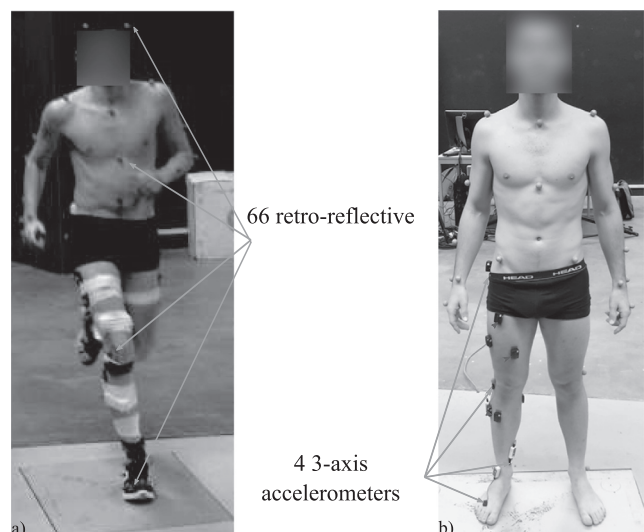 66 retro-reflective
HEAD HEAD
4 3-axis
accelerometers
a)
b)